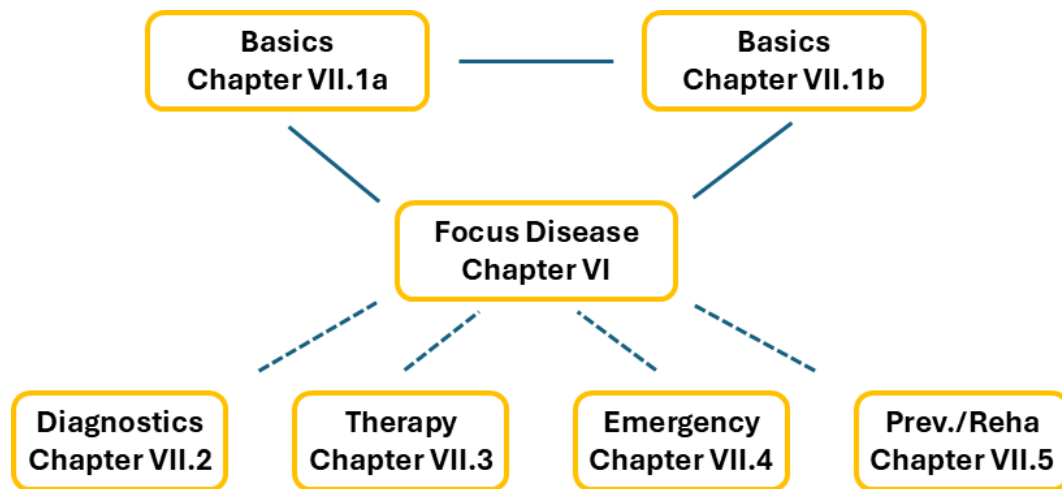 Basics
Chapter VII.1a
Basics
Chapter VII.1b
Focus Disease
Chapter VI
Diagnostics
Chapter VII.2
Therapy
Chapter VII.3
Emergency
Chapter VII.4
Prev./Reha
Chapter VII.5